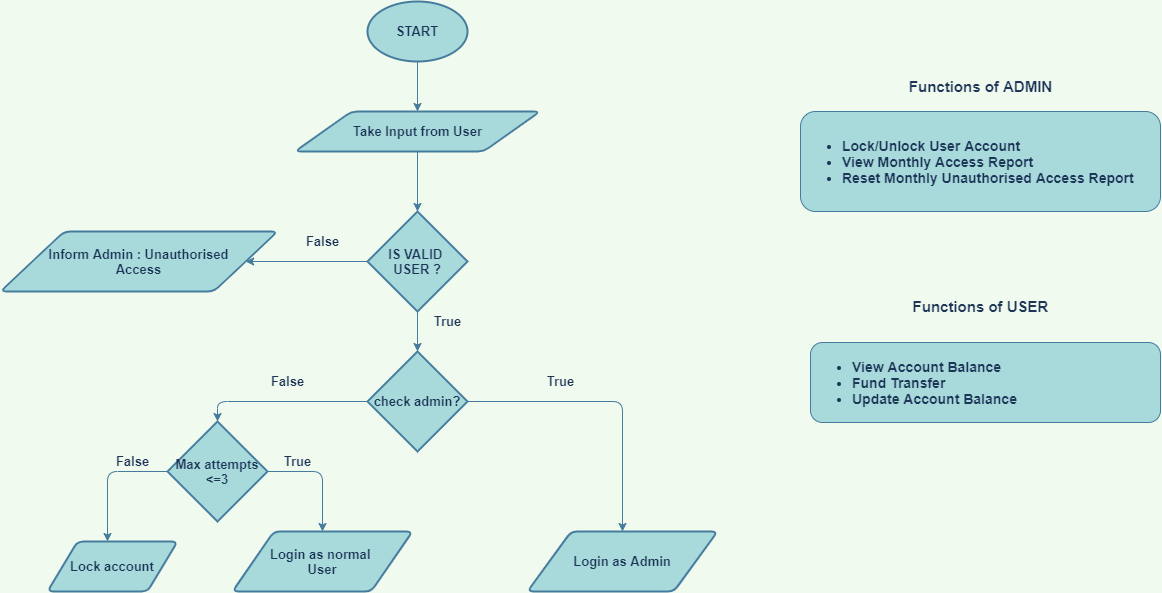 START
Take Input from User
IS VALID
USER ?
False
Inform Admin : Unauthorised
Access
True
check admin?
False
True
Max attempts
<=3
False
True
Lock account
Login as normal
User
Login as Admin
Functions of ADMIN
• Lock/Unlock User Account
• View Monthly Access Report
• Reset Monthly Unauthorised Access Report
Functions of USER
• View Account Balance
• Fund Transfer
• Update Account Balance